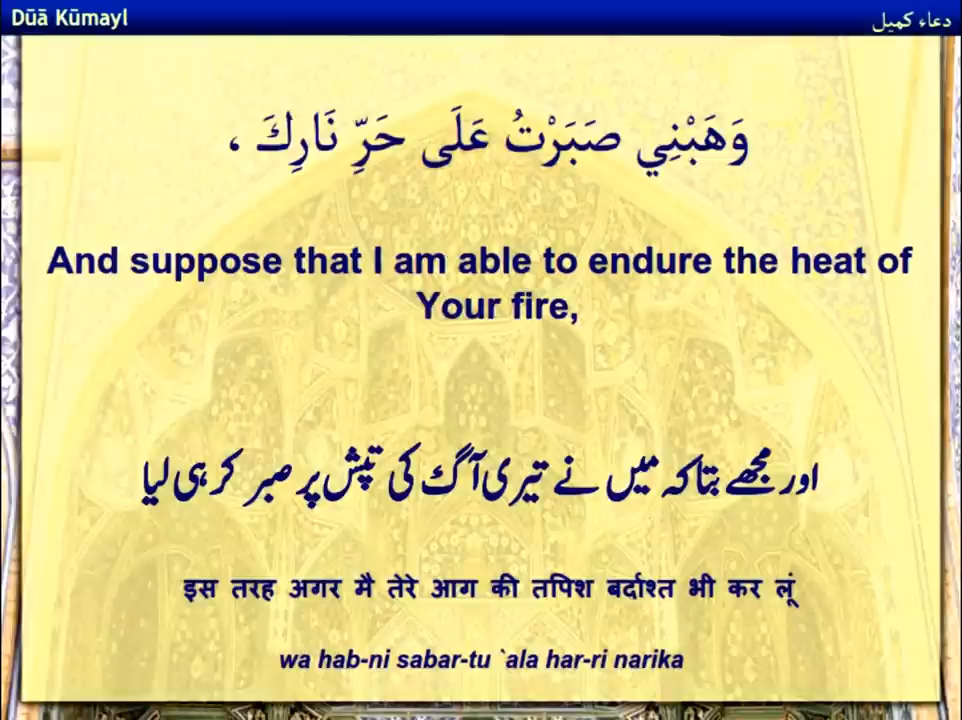 Dūā Kūmayl
دعاء كميل
وَهَبْنِي صَبَرْتُ عَلَى حَرِّ نَارِكَ ،
And suppose that I am able to endure the heat of
Your fire,
اور مجھے بتا کہ میں نے تیری آگ کی تپش پر صبر کر ہی لیا
इस तरह अगर मै तेरे आग की तपिश बर्दाश्त भी कर लूं
wa hab-ni sabar-tu `ala har-ri narika